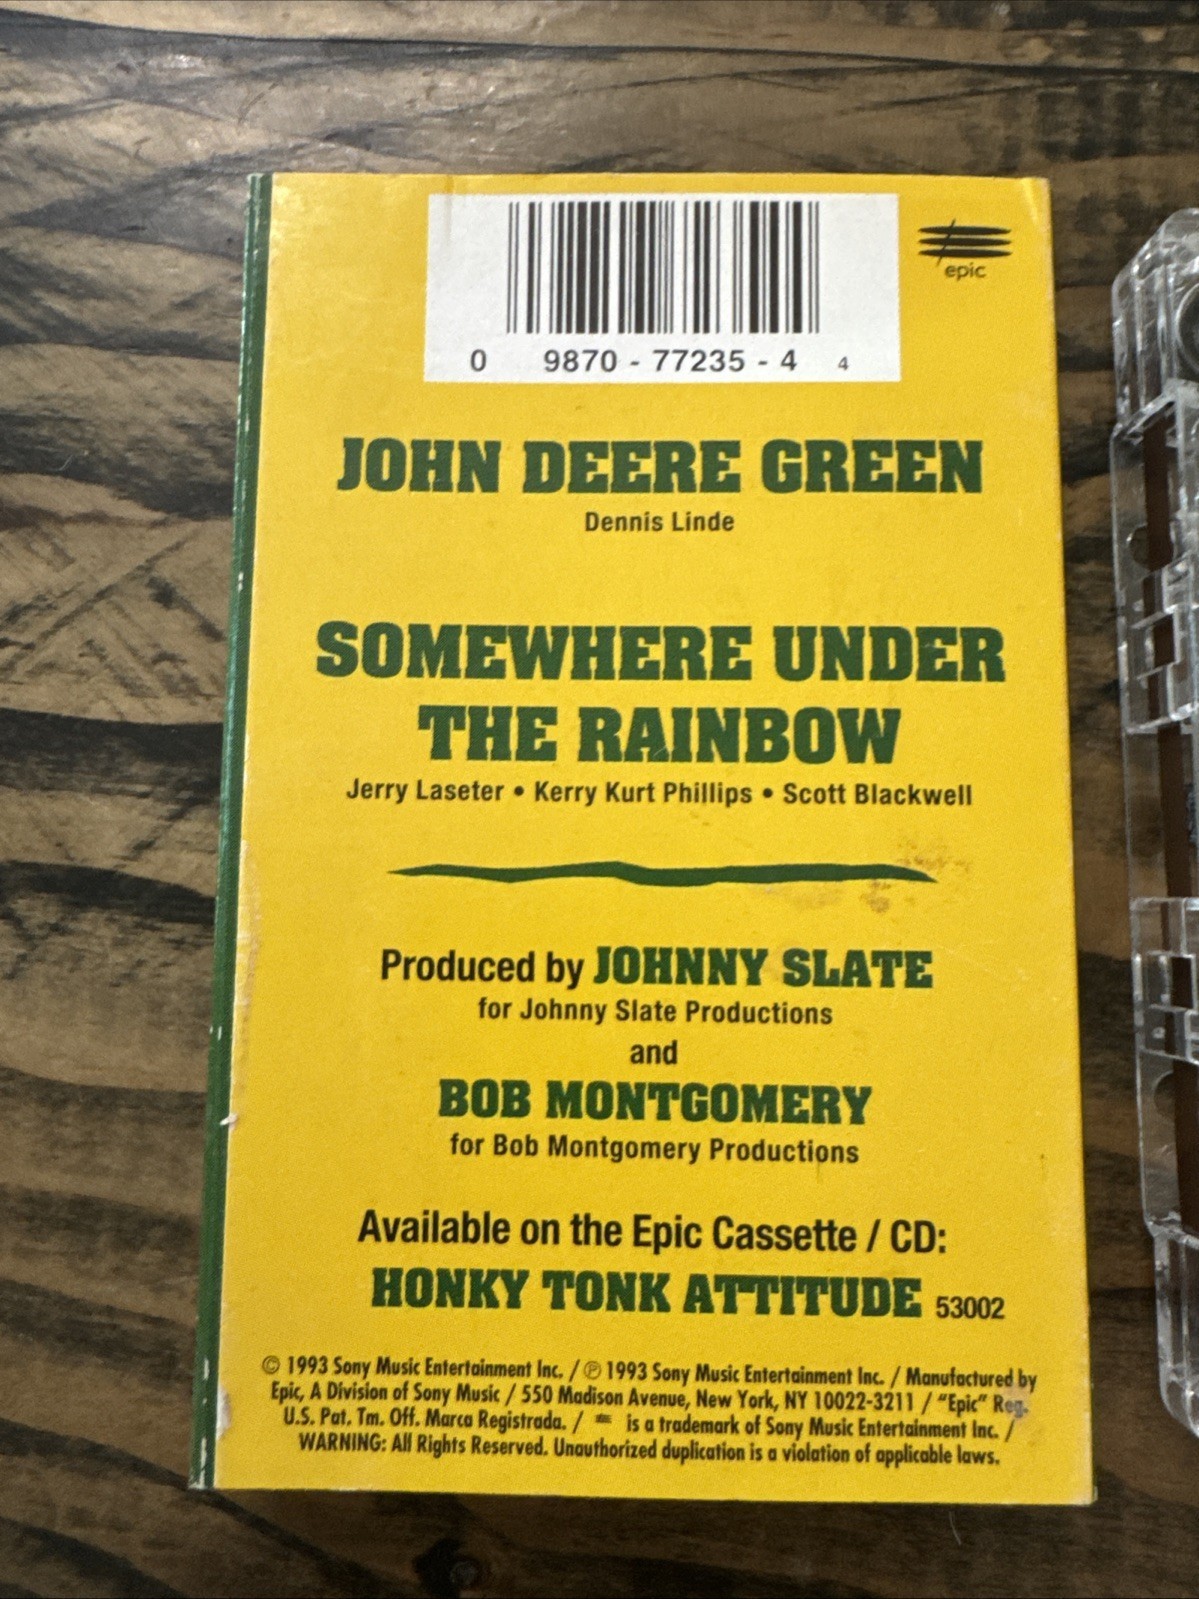 epic
0 9870 - 77235 - 4 4
JOHN DEERE GREEN
Dennis Linde
SOMEWHERE UNDER
THE RAINBOW
Jerry Laseter • Kerry Kurt Phillips • Scott Blackwell
Produced by JOHNNY SLATE
for Johnny Slate Productions
and
BOB MONTGOMERY
for Bob Montgomery Productions
Available on the Epic Cassette / CD:
HONKY TONK ATTITUDE 53002
© 1993 Sony Music Entertainment Inc. / ℗ 1993 Sony Music Entertainment Inc. / Manufactured by
Epic, A Division of Sony Music / 550 Madison Avenue, New York, NY 10022-3211 / “Epic” Reg.
U.S. Pat. Tm. Off. Marca Registrada. / is a trademark of Sony Music Entertainment Inc. /
WARNING: All Rights Reserved. Unauthorized duplication is a violation of applicable laws.